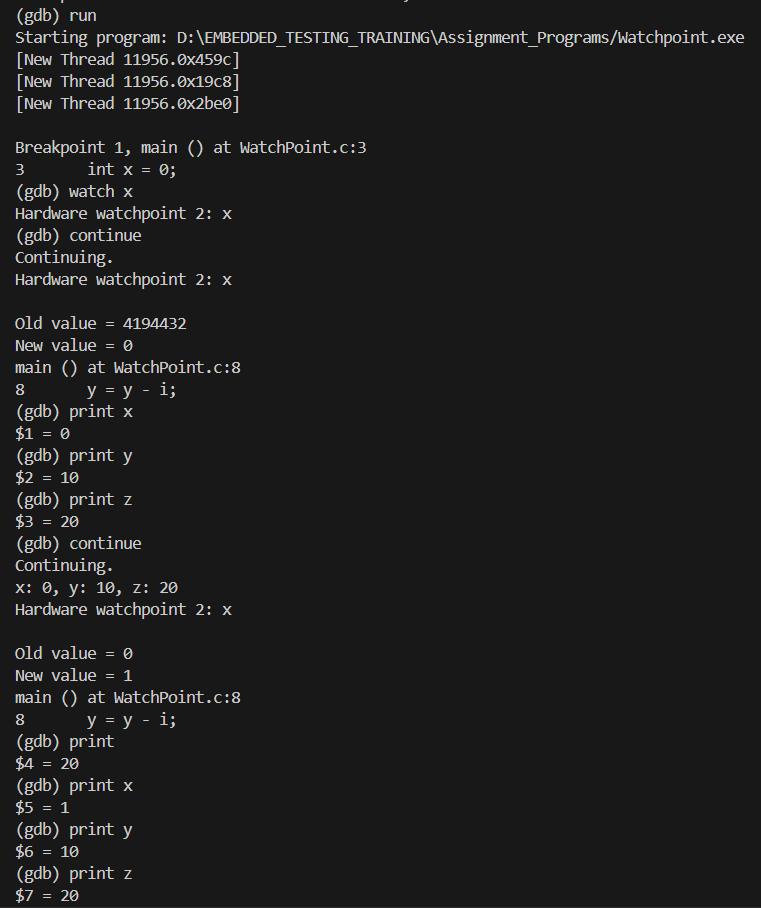 (gdb) run
Starting program: D:\EMBEDDED_TESTING_TRAINING\Assignment_Programs/Watchpoint.exe
[New Thread 11956.0x459c]
[New Thread 11956.0x19c8]
[New Thread 11956.0x2be0]

Breakpoint 1, main () at WatchPoint.c:3
3       int x = 0;
(gdb) watch x
Hardware watchpoint 2: x
(gdb) continue
Continuing.
Hardware watchpoint 2: x

Old value = 4194432
New value = 0
main () at WatchPoint.c:8
8       y = y - i;
(gdb) print x
$1 = 0
(gdb) print y
$2 = 10
(gdb) print z
$3 = 20
(gdb) continue
Continuing.
x: 0, y: 10, z: 20
Hardware watchpoint 2: x

Old value = 0
New value = 1
main () at WatchPoint.c:8
8       y = y - i;
(gdb) print
$4 = 20
(gdb) print x
$5 = 1
(gdb) print y
$6 = 10
(gdb) print z
$7 = 20